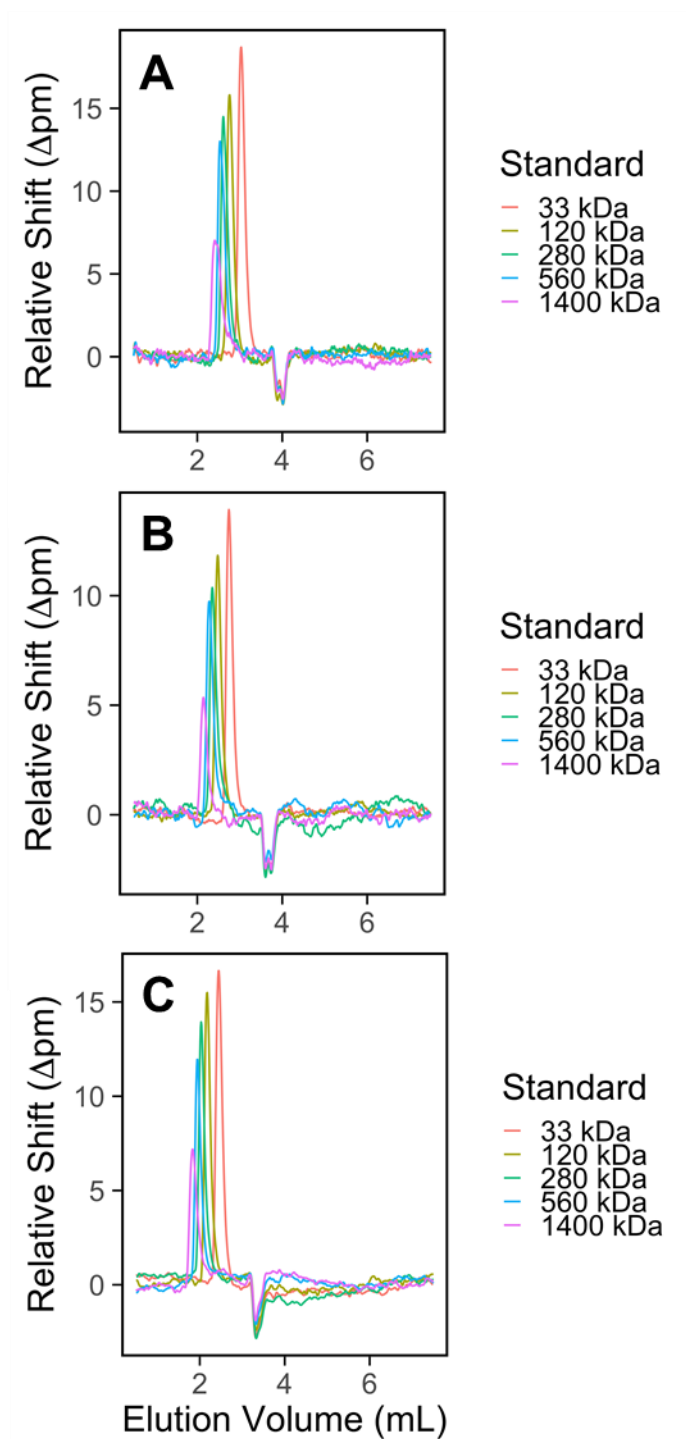 A
Relative Shift (Δpm)
15
10
5
0
2 4 6
Standard
33 kDa
120 kDa
280 kDa
560 kDa
1400 kDa
B
Relative Shift (Δpm)
10
5
0
2 4 6
Standard
33 kDa
120 kDa
280 kDa
560 kDa
1400 kDa
C
Relative Shift (Δpm)
15
10
5
0
2 4 6
Elution Volume (mL)
Standard
33 kDa
120 kDa
280 kDa
560 kDa
1400 kDa